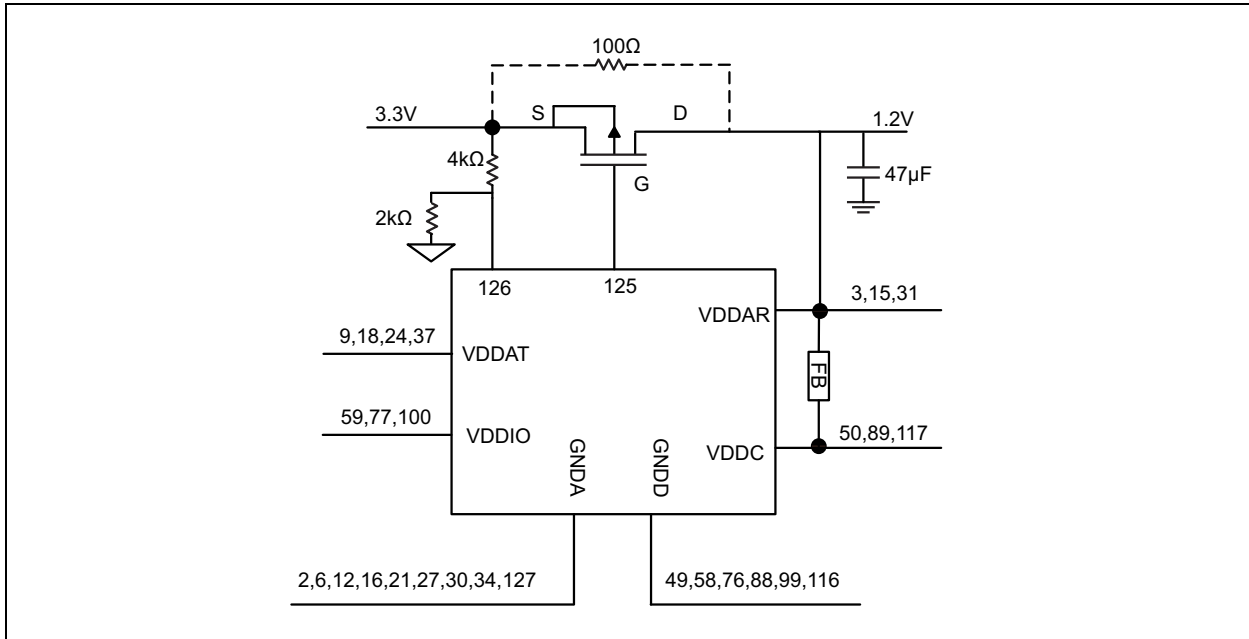 100Ω
3.3V
S
D
1.2V
4kΩ
G
47µF
2kΩ
126
125
VDDAR
3,15,31
9,18,24,37
VDDAT
FB
59,77,100
VDDIO
GNDA
GNDD
VDDC
50,89,117
2,6,12,16,21,27,30,34,127
49,58,76,88,99,116